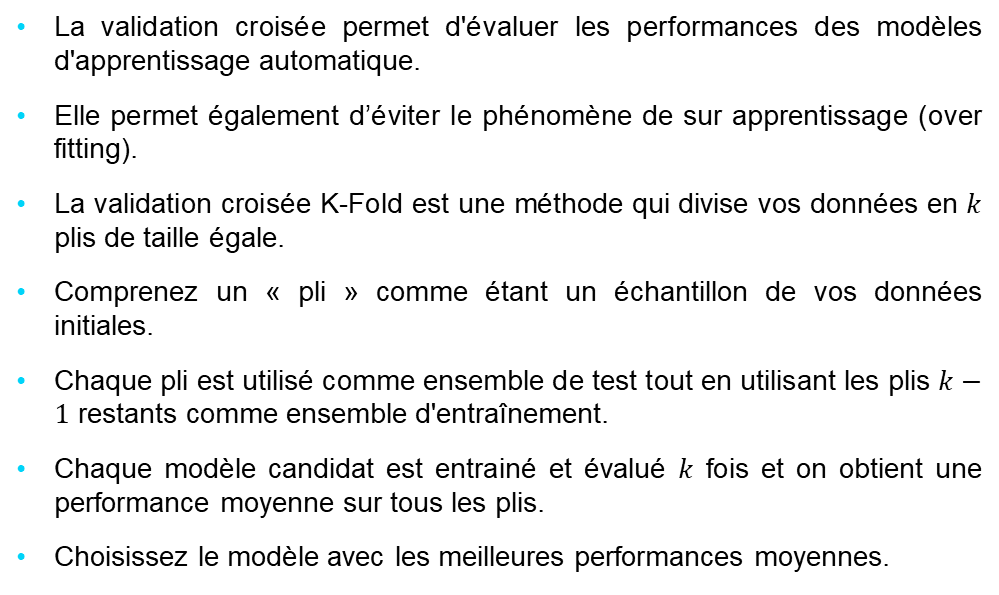 • La validation croisée permet d'évaluer les performances des modèles
d'apprentissage automatique.
• Elle permet également d’éviter le phénomène de sur apprentissage (over
fitting).
• La validation croisée K-Fold est une méthode qui divise vos données en 𝑘
plis de taille égale.
• Comprenez un « pli » comme étant un échantillon de vos données
initiales.
• Chaque pli est utilisé comme ensemble de test tout en utilisant les plis 𝑘 −
1 restants comme ensemble d'entraînement.
• Chaque modèle candidat est entrainé et évalué 𝑘 fois et on obtient une
performance moyenne sur tous les plis.
• Choisissez le modèle avec les meilleures performances moyennes.